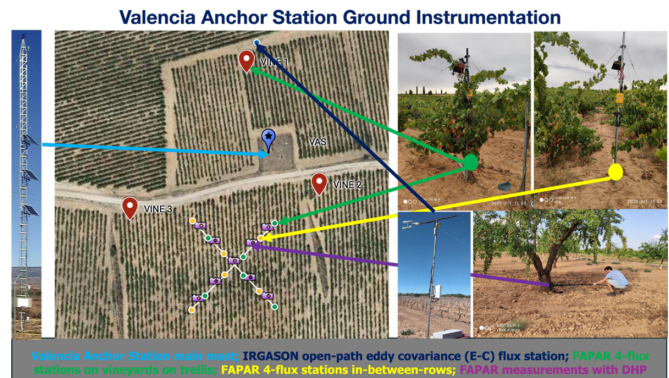 Valencia Anchor Station Ground Instrumentation
VINE 1
VAS
VINE 2
VINE 3
Valencia Anchor Station main mast; IRGASON open-path eddy covariance (E-C) flux station; FAPAR 4-flux
stations on vineyards on trellis; FAPAR 4-flux stations in-between-rows; FAPAR measurements with DHP